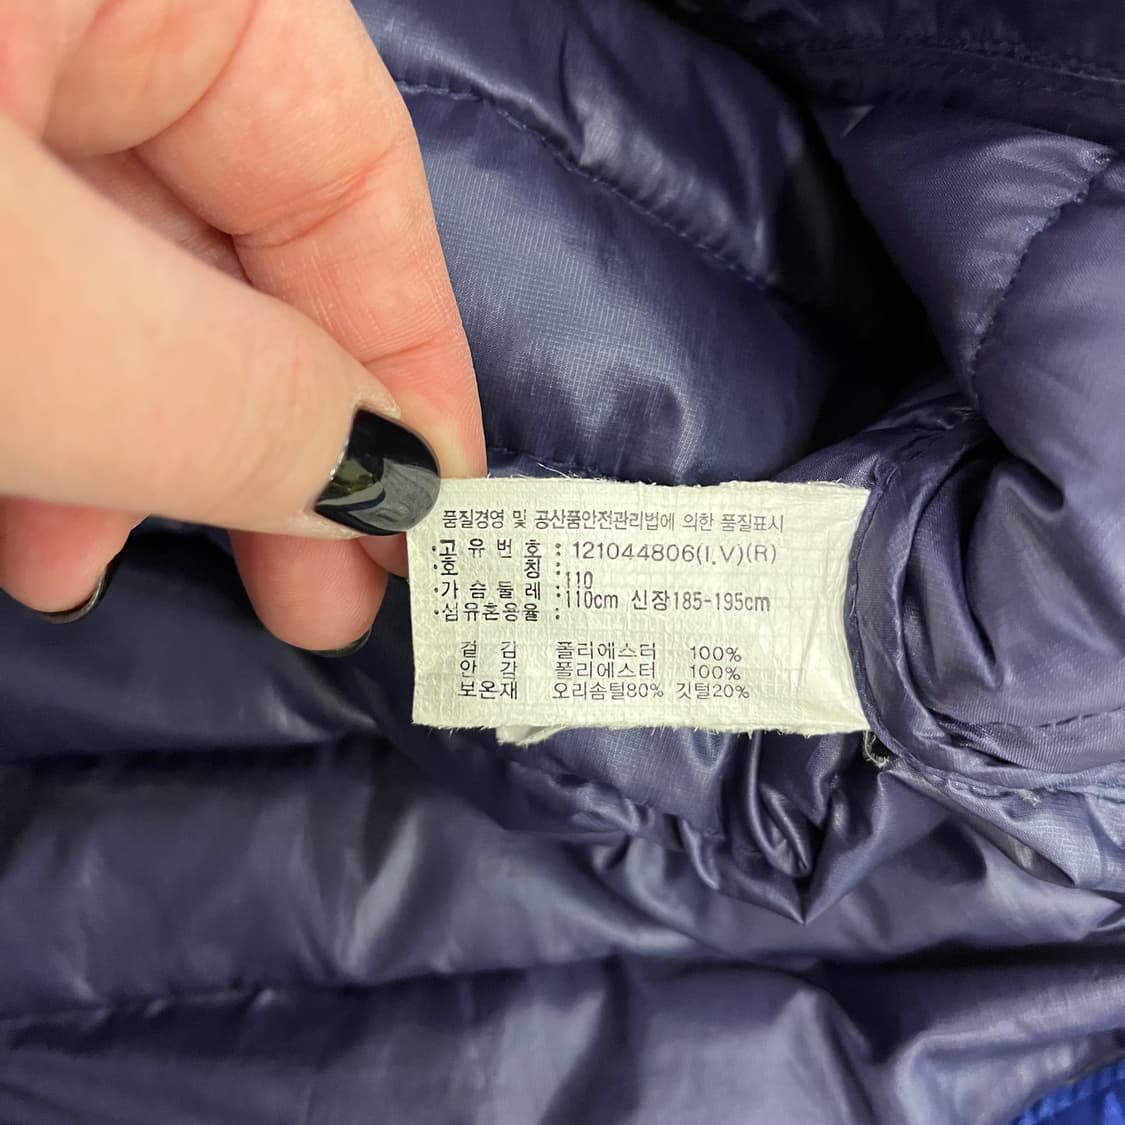 품질경영 및 공산품안전관리법에 의한 품질표시
·고 유 번 호 : 121044806(I.V)(R)
·호 칭 : 110
·가 슴 둘 레 : 110cm 신장185-195cm
·섬유혼용율 :
겉 감 폴리에스터 100%
안 감 폴리에스터 100%
보온재 오리솜털80% 깃털20%